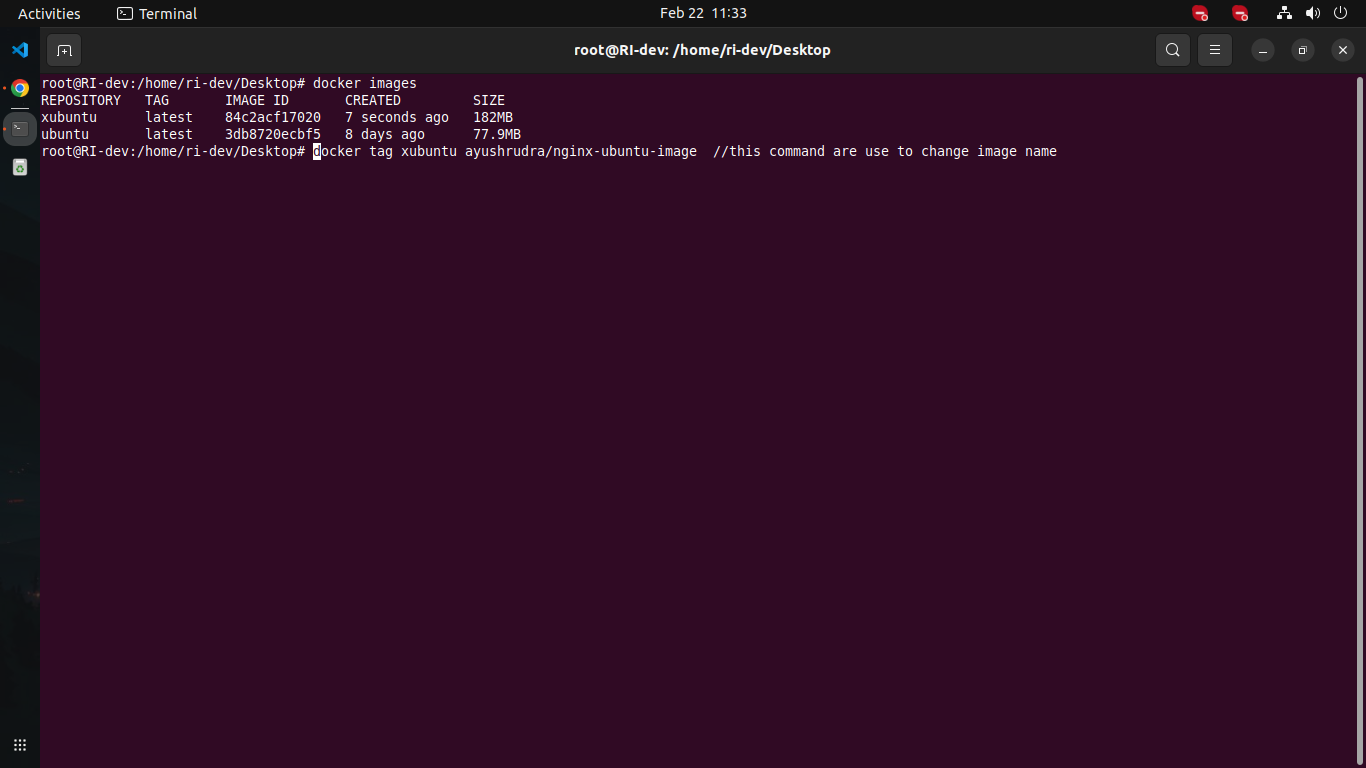 Activities Terminal Feb 22 11:33
root@RI-dev: /home/ri-dev/Desktop
root@RI-dev:/home/ri-dev/Desktop# docker images
REPOSITORY TAG IMAGE ID CREATED SIZE
xubuntu latest 84c2acf17020 7 seconds ago 182MB
ubuntu latest 3db8720ecbf5 8 days ago 77.9MB
root@RI-dev:/home/ri-dev/Desktop# docker tag xubuntu ayushrudra/nginx-ubuntu-image //this command are use to change image name